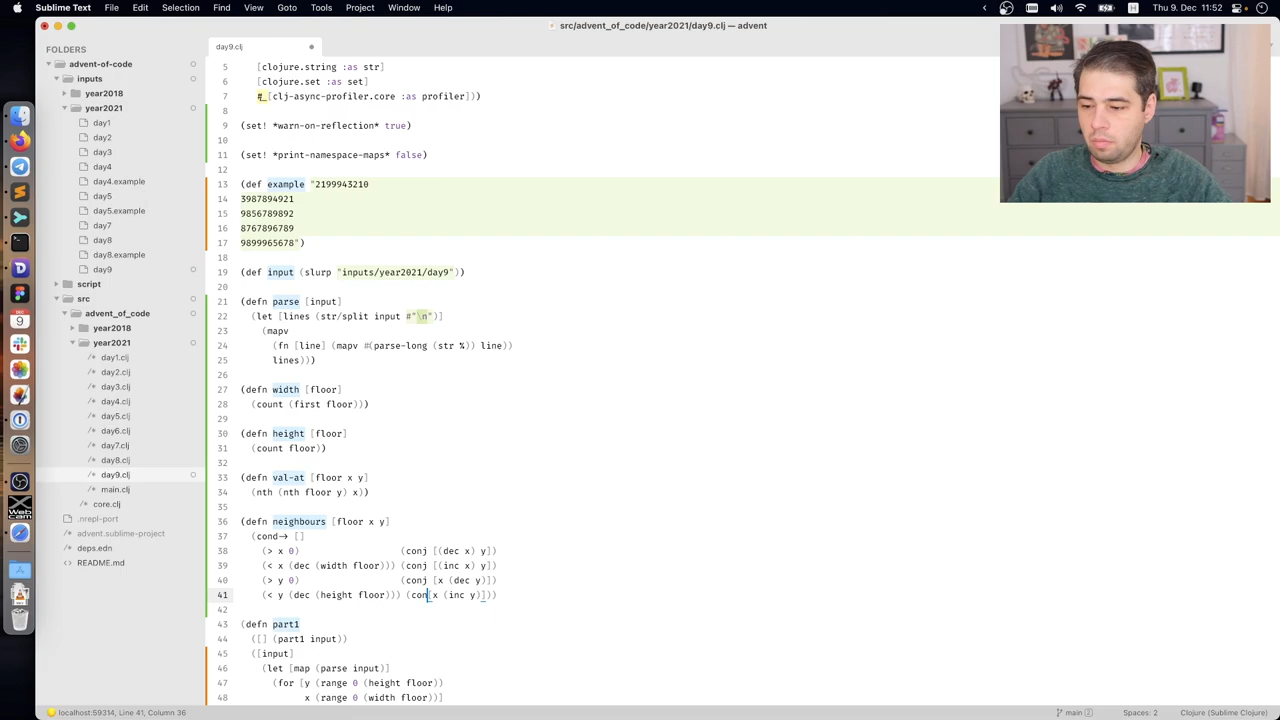 Sublime Text File Edit Selection Find View Goto Tools Project Window Help Thu 9. Dec 11:52
src/advent_of_code/year2021/day9.clj — advent
FOLDERS
advent-of-code
inputs
year2018
year2021
day1
day2
day3
day4
day4.example
day5
day5.example
day7
day8
day8.example
day9
script
src
advent_of_code
year2018
year2021
/* day1.clj
/* day2.clj
/* day3.clj
/* day4.clj
/* day5.clj
/* day6.clj
/* day7.clj
/* day8.clj
/* day9.clj
/* main.clj
/* core.clj
.nrepl-port
advent.sublime-project
deps.edn
<> README.md
day9.clj
5 [clojure.string :as str]
6 [clojure.set :as set]
7 #_[clj-async-profiler.core :as profiler]))
8
9 (set! *warn-on-reflection* true)
10
11 (set! *print-namespace-maps* false)
12
13 (def example "2199943210
14 3987894921
15 9856789892
16 8767896789
17 9899965678")
18
19 (def input (slurp "inputs/year2021/day9"))
20
21 (defn parse [input]
22 (let [lines (str/split input #"\n")]
23 (mapv
24 (fn [line] (mapv #(parse-long (str %)) line))
25 lines)))
26
27 (defn width [floor]
28 (count (first floor)))
29
30 (defn height [floor]
31 (count floor))
32
33 (defn val-at [floor x y]
34 (nth (nth floor y) x))
35
36 (defn neighbours [floor x y]
37 (cond-> []
38 (> x 0) (conj [(dec x) y])
39 (< x (dec (width floor))) (conj [(inc x) y])
40 (> y 0) (conj [x (dec y)])
41 (< y (dec (height floor))) (con[x (inc y)]))
42
43 (defn part1
44 ([] (part1 input))
45 ([input]
46 (let [map (parse input)]
47 (for [y (range 0 (height floor))
48 x (range 0 (width floor))]
localhost:59314, Line 41, Column 36 main 2 Spaces: 2 Clojure (Sublime Clojure)
DEC
9
Web
cam